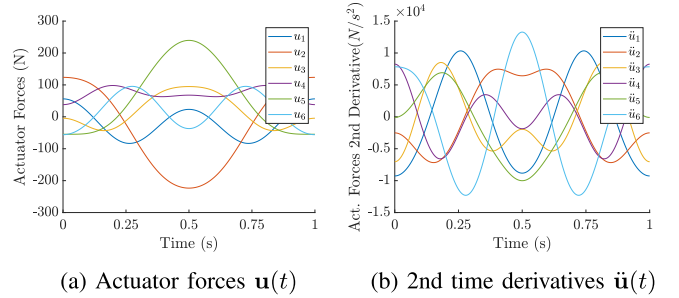 300
200
100
0
-100
-200
-300
Actuator Forces (N)
0
0.25
0.5
0.75
1
Time (s)
u₁
u₂
u₃
u₄
u₅
u₆
×10⁴
1.5
1
0.5
0
-0.5
-1
-1.5
Act. Forces 2nd Derivative(N/s²)
0
0.25
0.5
0.75
1
Time (s)
ü₁
ü₂
ü₃
ü₄
ü₅
ü₆
(a) Actuator forces u(t)
(b) 2nd time derivatives ü(t)